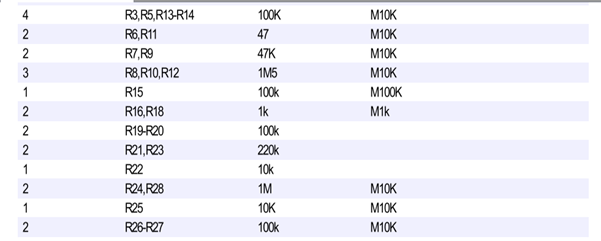 4 R3,R5,R13-R14 100K M10K
2 R6,R11 47 M10K
2 R7,R9 47K M10K
3 R8,R10,R12 1M5 M10K
1 R15 100k M100K
2 R16,R18 1k M1k
2 R19-R20 100k
2 R21,R23 220k
1 R22 10k
2 R24,R28 1M M10K
1 R25 10K M10K
2 R26-R27 100k M10K